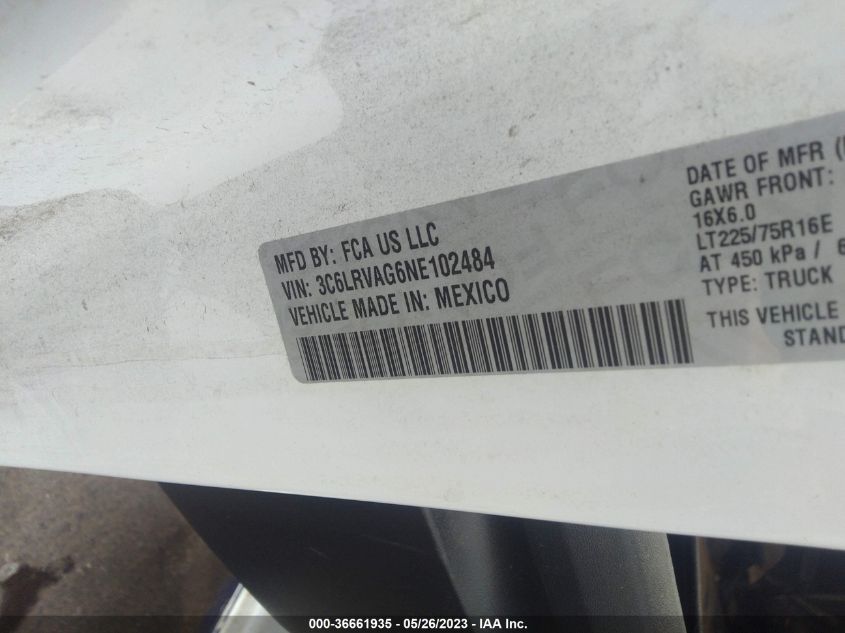 MFD BY: FCA US LLC
VIN: 3C6LRVAG6NE102484
VEHICLE MADE IN: MEXICO
DATE OF MFR (
GAWR FRONT:
16X6.0
LT225/75R16E
AT 450 kPa / 6
TYPE: TRUCK
THIS VEHICLE
STAND
000-36661935 - 05/26/2023 - IAA Inc.